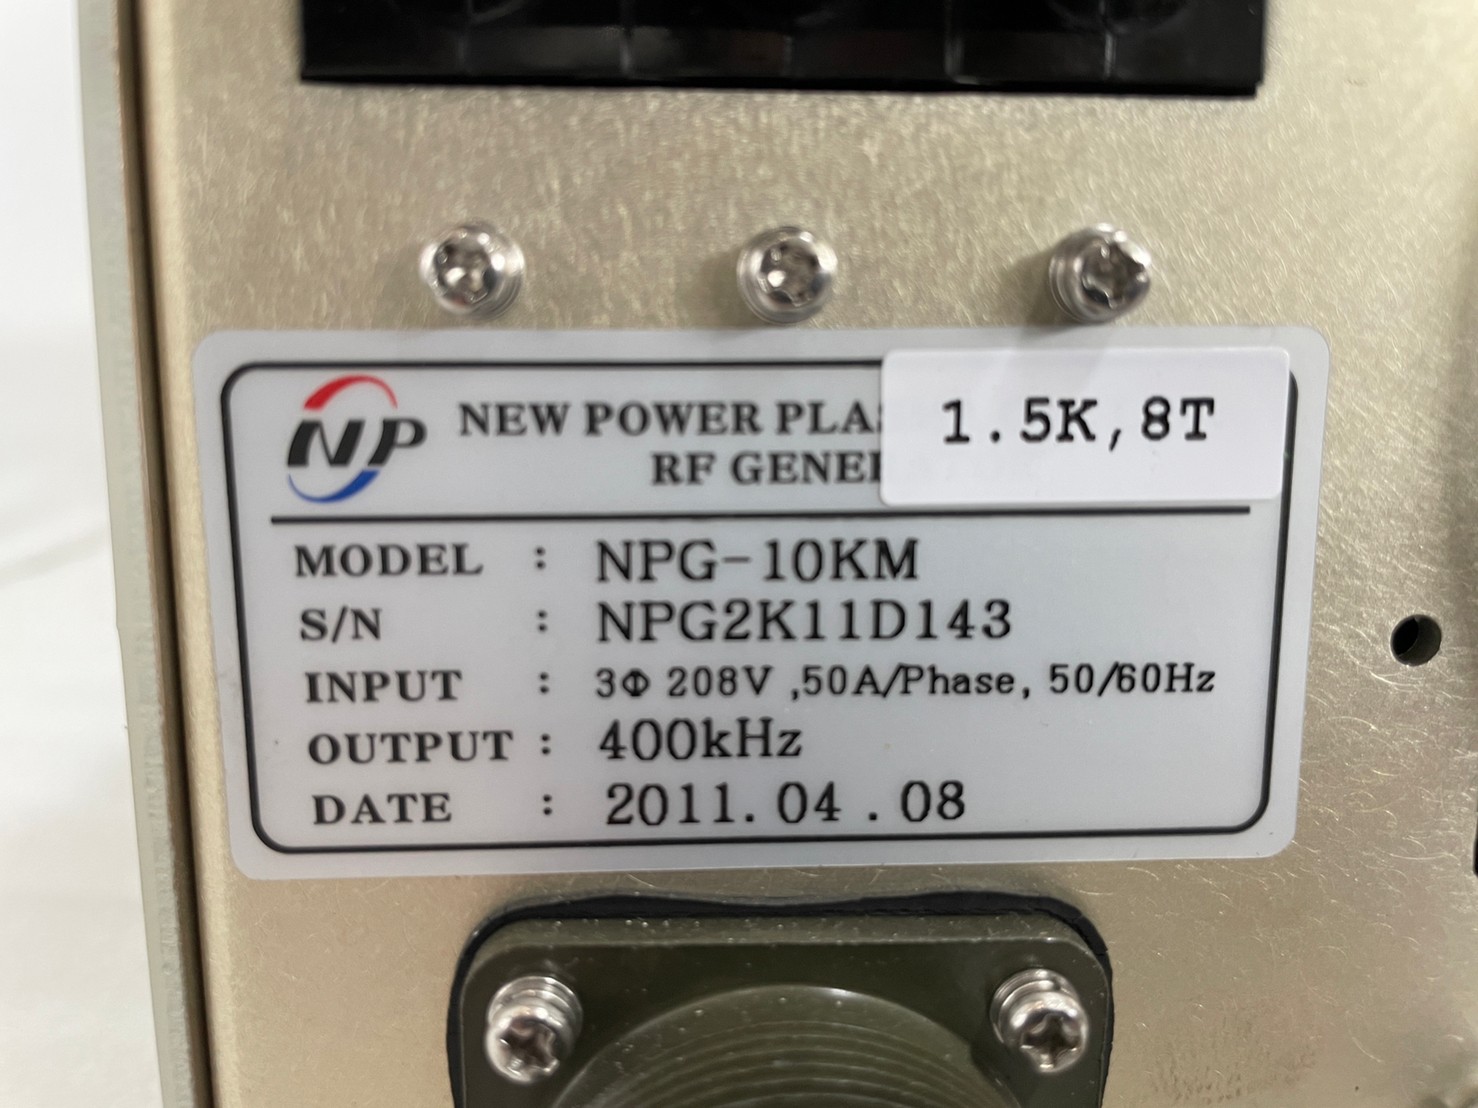 NP NEW POWER PLA 1.5K,8T
RF GENE
MODEL : NPG-10KM
S/N : NPG2K11D143
INPUT : 3Φ 208V ,50A/Phase, 50/60Hz
OUTPUT : 400kHz
DATE : 2011. 04 . 08